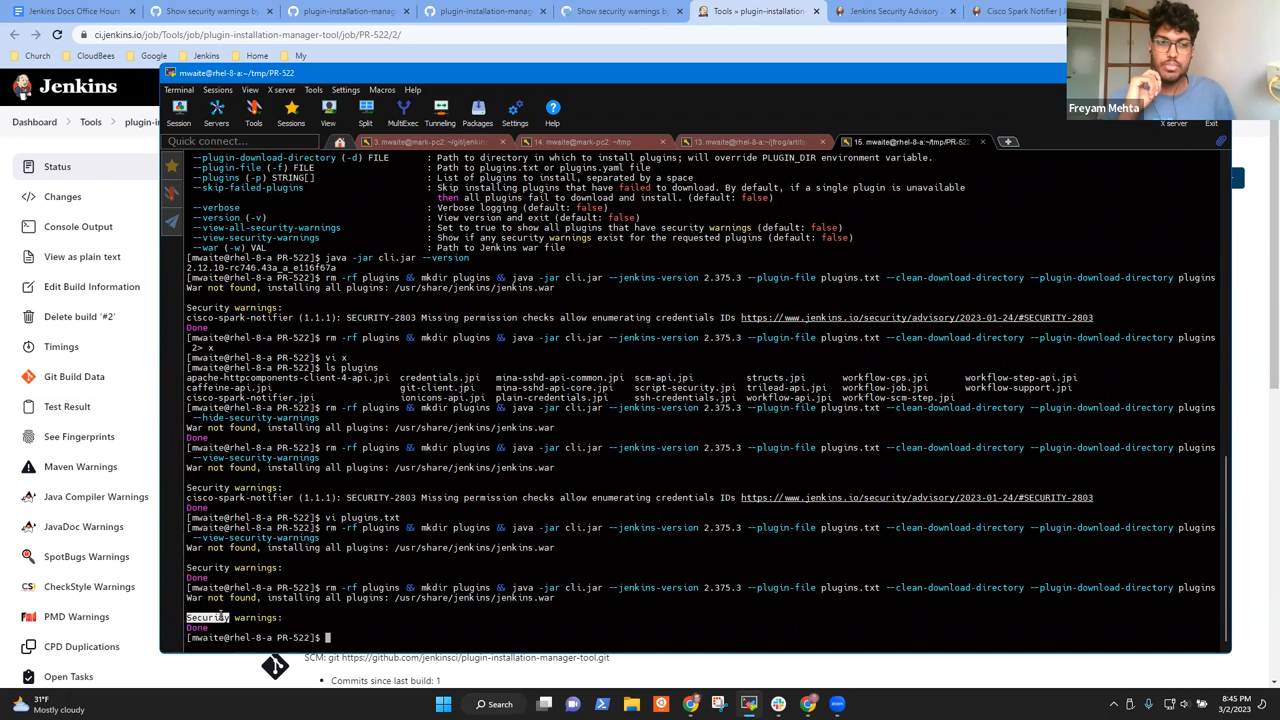 Jenkins Docs Office Hours
Show security warnings b
plugin-installation-manag
plugin-installation-manag
Show security warnings b
Tools » plugin-installation
Jenkins Security Advisory
Cisco Spark Notifier | J
ci.jenkins.io/job/Tools/job/plugin-installation-manager-tool/job/PR-522/2/
Church
CloudBees
Google
Jenkins
Home
My
Freyam Mehta
Jenkins
Dashboard
Tools
plugin-i
Status
Changes
Console Output
View as plain text
Edit Build Information
Delete build ‘#2’
Timings
Git Build Data
Test Result
See Fingerprints
Maven Warnings
Java Compiler Warnings
JavaDoc Warnings
SpotBugs Warnings
CheckStyle Warnings
PMD Warnings
CPD Duplications
Open Tasks
mwaite@rhel-8-a:~/tmp/PR-522
Terminal Sessions View X server Tools Settings Macros Help
Session Servers Tools Sessions View Split MultiExec Tunneling Packages Settings Help
X server Exit
Quick connect...
3. mwaite@mark-pc2: ~/git/jenkin
14. mwaite@mark-pc2: ~/tmp
13. mwaite@rhel-8-a:~/jfrog/artifa
15. mwaite@rhel-8-a:~/tmp/PR-522
--plugin-download-directory (-d) FILE : Path to directory in which to install plugins; will override PLUGIN_DIR environment variable.
--plugin-file (-f) FILE : Path to plugins.txt or plugins.yaml file
--plugins (-p) STRING[] : List of plugins to install, separated by a space
--skip-failed-plugins : Skip installing plugins that have failed to download. By default, if a single plugin is unavailable
then all plugins fail to download and install. (default: false)
--verbose : Verbose logging (default: false)
--version (-v) : View version and exit (default: false)
--view-all-security-warnings : Set to true to show all plugins that have security warnings (default: false)
--view-security-warnings : Show if any security warnings exist for the requested plugins (default: false)
--war (-w) VAL : Path to Jenkins war file
[mwaite@rhel-8-a PR-522]$ java -jar cli.jar --version
2.12.10-rc746.43a_a_e116f67a
[mwaite@rhel-8-a PR-522]$ rm -rf plugins && mkdir plugins && java -jar cli.jar --jenkins-version 2.375.3 --plugin-file plugins.txt --clean-download-directory --plugin-download-directory plugins
War not found, installing all plugins: /usr/share/jenkins/jenkins.war
Security warnings:
cisco-spark-notifier (1.1.1): SECURITY-2803 Missing permission checks allow enumerating credentials IDs https://www.jenkins.io/security/advisory/2023-01-24/#SECURITY-2803
Done
[mwaite@rhel-8-a PR-522]$ rm -rf plugins && mkdir plugins && java -jar cli.jar --jenkins-version 2.375.3 --plugin-file plugins.txt --clean-download-directory --plugin-download-directory plugins
2> x
[mwaite@rhel-8-a PR-522]$ vi x
[mwaite@rhel-8-a PR-522]$ ls plugins
apache-httpcomponents-client-4-api.jpi credentials.jpi mina-sshd-api-common.jpi scm-api.jpi structs.jpi workflow-cps.jpi workflow-step-api.jpi
caffeine-api.jpi git-client.jpi mina-sshd-api-core.jpi script-security.jpi trilead-api.jpi workflow-job.jpi workflow-support.jpi
cisco-spark-notifier.jpi ionicons-api.jpi plain-credentials.jpi ssh-credentials.jpi workflow-api.jpi workflow-scm-step.jpi
[mwaite@rhel-8-a PR-522]$ rm -rf plugins && mkdir plugins && java -jar cli.jar --jenkins-version 2.375.3 --plugin-file plugins.txt --clean-download-directory --plugin-download-directory plugins
--hide-security-warnings
War not found, installing all plugins: /usr/share/jenkins/jenkins.war
Done
[mwaite@rhel-8-a PR-522]$ rm -rf plugins && mkdir plugins && java -jar cli.jar --jenkins-version 2.375.3 --plugin-file plugins.txt --clean-download-directory --plugin-download-directory plugins
--view-security-warnings
War not found, installing all plugins: /usr/share/jenkins/jenkins.war
Security warnings:
cisco-spark-notifier (1.1.1): SECURITY-2803 Missing permission checks allow enumerating credentials IDs https://www.jenkins.io/security/advisory/2023-01-24/#SECURITY-2803
Done
[mwaite@rhel-8-a PR-522]$ vi plugins.txt
[mwaite@rhel-8-a PR-522]$ rm -rf plugins && mkdir plugins && java -jar cli.jar --jenkins-version 2.375.3 --plugin-file plugins.txt --clean-download-directory --plugin-download-directory plugins
--view-security-warnings
War not found, installing all plugins: /usr/share/jenkins/jenkins.war
Security warnings:
Done
[mwaite@rhel-8-a PR-522]$ rm -rf plugins && mkdir plugins && java -jar cli.jar --jenkins-version 2.375.3 --plugin-file plugins.txt --clean-download-directory --plugin-download-directory plugins
War not found, installing all plugins: /usr/share/jenkins/jenkins.war
Security warnings:
Done
[mwaite@rhel-8-a PR-522]$
SCM: git https://github.com/jenkinsci/plugin-installation-manager-tool.git
• Commits since last build: 1
31°F
Mostly cloudy
Search
8:45 PM
3/2/2023